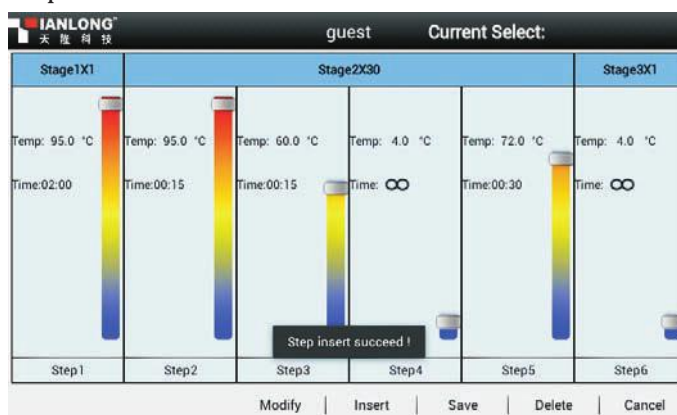 TIANLONG™
天隆科技
guest Current Select:
Stage1X1 Stage2X30 Stage3X1
Temp: 95.0 °C Temp: 95.0 °C Temp: 60.0 °C Temp: 4.0 °C Temp: 72.0 °C Temp: 4.0 °C
Time:02:00 Time:00:15 Time:00:15 Time: ∞ Time:00:30 Time: ∞
Step insert succeed !
Step1 Step2 Step3 Step4 Step5 Step6
Modify | Insert | Save | Delete | Cancel